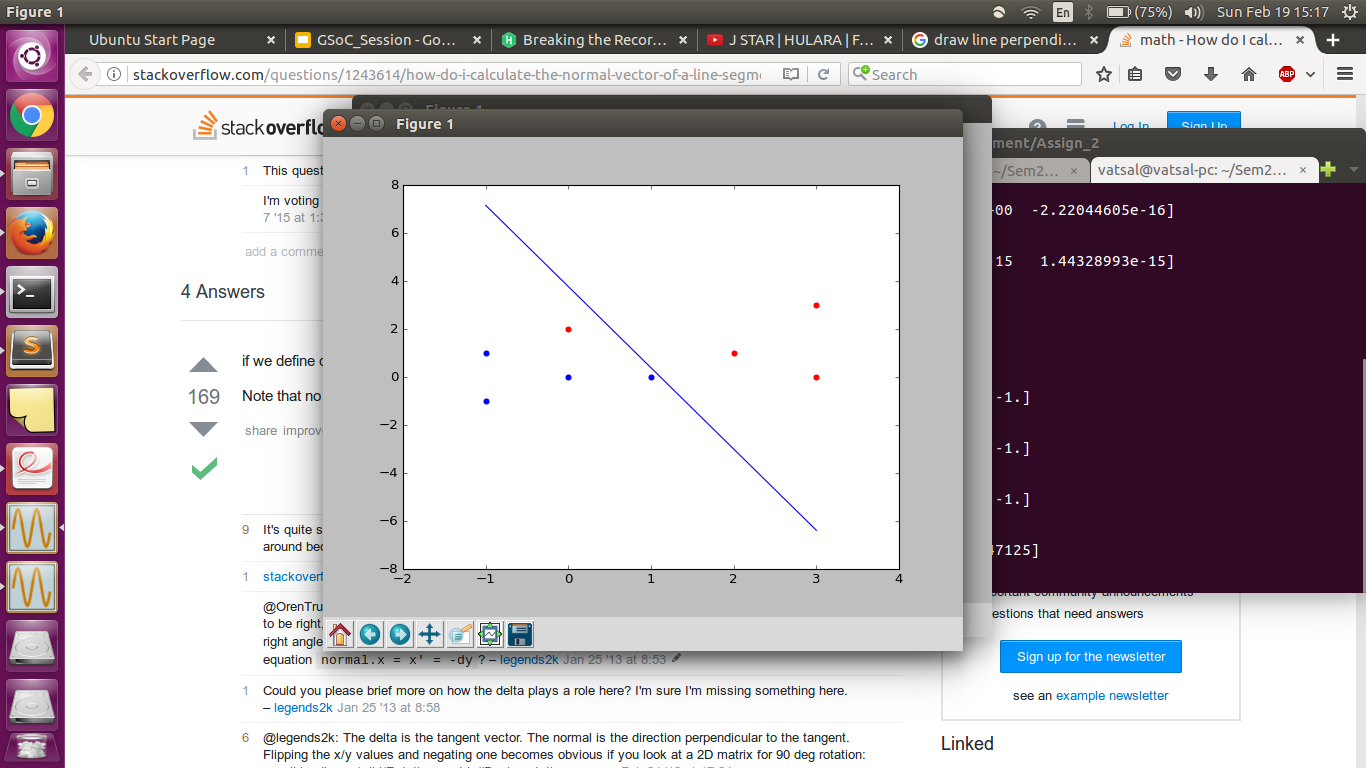 Figure 1
En
(75%)
Sun Feb 19 15:17
Ubuntu Start Page
GSoC_Session - Go...
Breaking the Recor...
J STAR | HULARA | F...
draw line perpendi...
math - How do I cal...
stackoverflow.com/questions/1243614/how-do-i-calculate-the-normal-vector-of-a-line-segm
Search
ABP
stackoverfl
Log In
Sign Up
Figure 1
Figure 1
1 This quest
I'm voting
7 '15 at 1:3
add a comme
4 Answers
if we define
169
Note that no
share improv
9 It's quite s
around bec
1 stackoverf
@OrenTru
to be right,
right angle
equation normal.x = x' = -dy ? – legends2k Jan 25 '13 at 8:53
1 Could you please brief more on how the delta plays a role here? I'm sure I'm missing something here.
– legends2k Jan 25 '13 at 8:58
6 @legends2k: The delta is the tangent vector. The normal is the direction perpendicular to the tangent.
Flipping the x/y values and negating one becomes obvious if you look at a 2D matrix for 90 deg rotation:
8
6
4
2
0
−2
−4
−6
−8
−2 −1 0 1 2 3 4
ment/Assign_2
~/Sem2...
vatsal@vatsal-pc: ~/Sem2...
00 -2.22044605e-16]
15 1.44328993e-15]
-1.]
-1.]
-1.]
47125]
portant community announcements
estions that need answers
Sign up for the newsletter
see an example newsletter
Linked